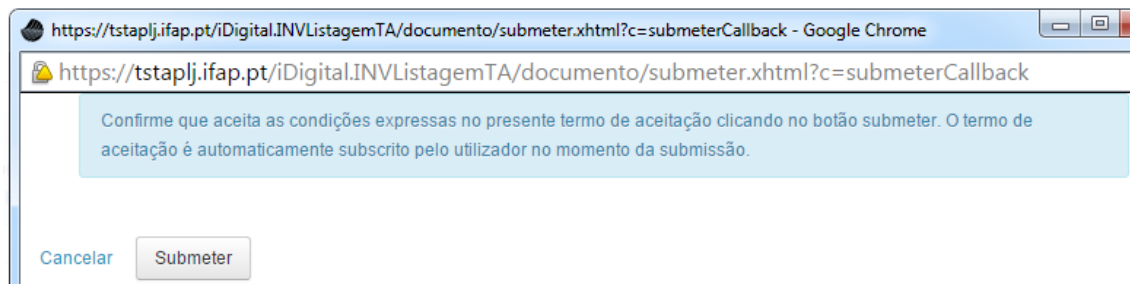 https://tstaplj.ifap.pt/iDigital.INVListagemTA/documento/submeter.xhtml?c=submeterCallback - Google Chrome
https://tstaplj.ifap.pt/iDigital.INVListagemTA/documento/submeter.xhtml?c=submeterCallback
Confirme que aceita as condições expressas no presente termo de aceitação clicando no botão submeter. O termo de
aceitação é automaticamente subscrito pelo utilizador no momento da submissão.
Cancelar Submeter